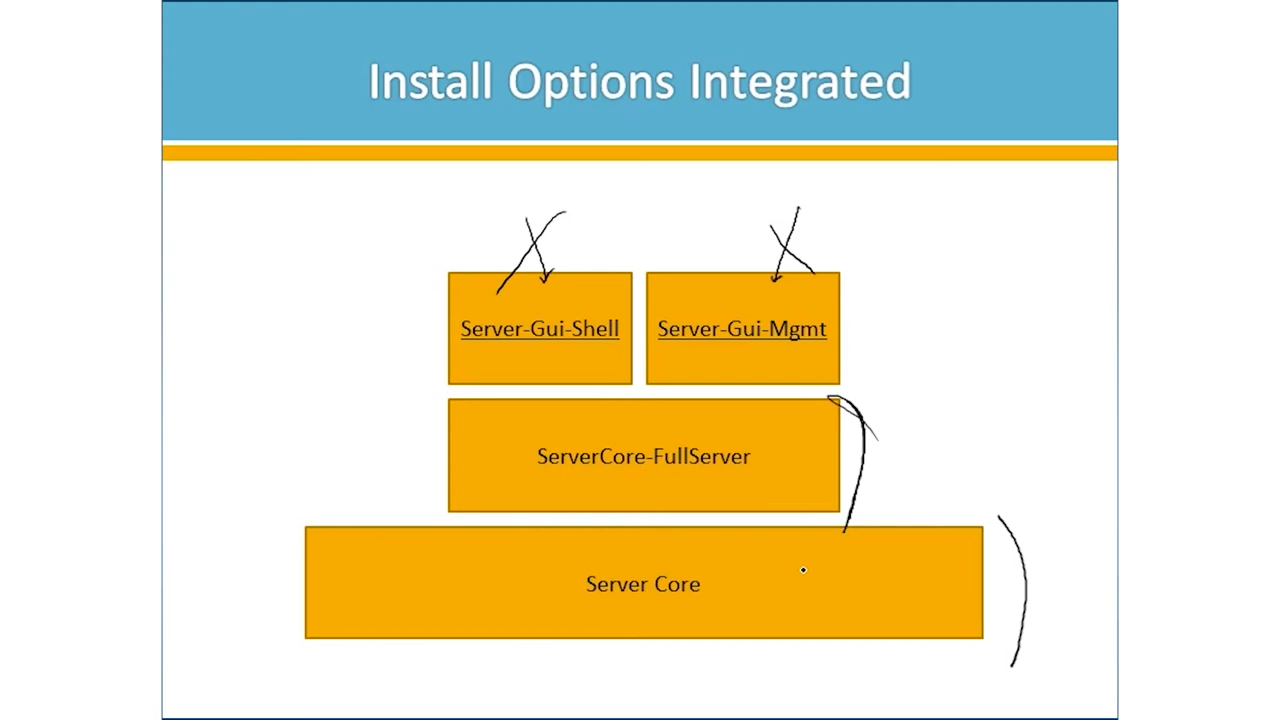 Install Options Integrated
Server-Gui-Shell
Server-Gui-Mgmt
ServerCore-FullServer
Server Core